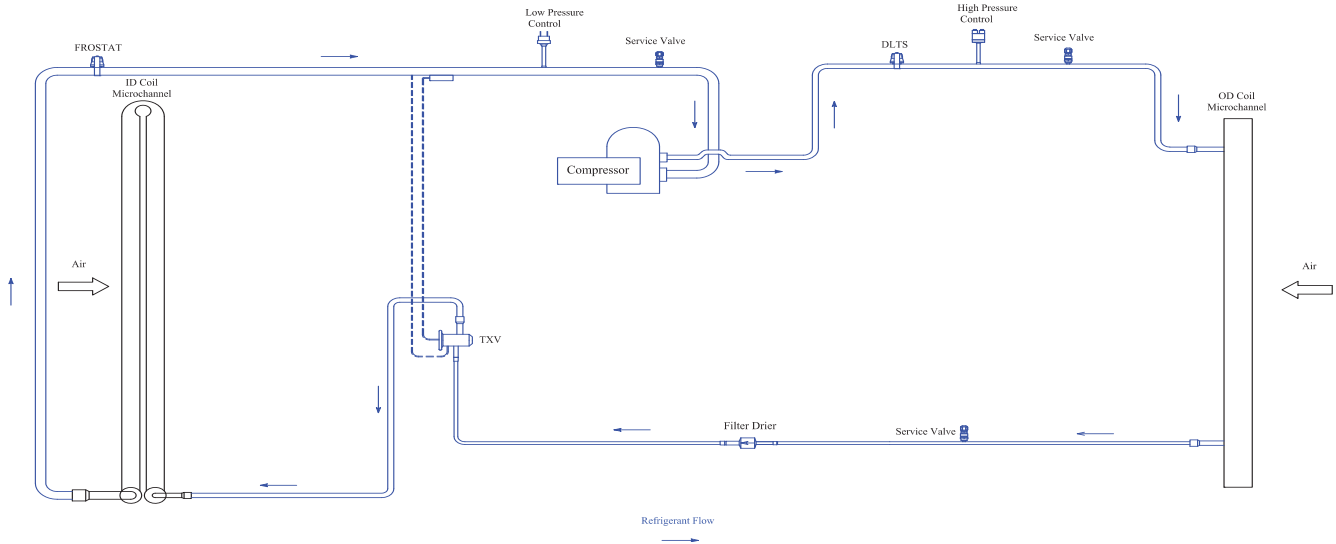 Low Pressure
Control
High Pressure
Control
FROSTAT
Service Valve
DLTS
Service Valve
ID Coil
Microchannel
OD Coil
Microchannel
Compressor
Air
Air
TXV
Filter Drier
Service Valve
Refrigerant Flow